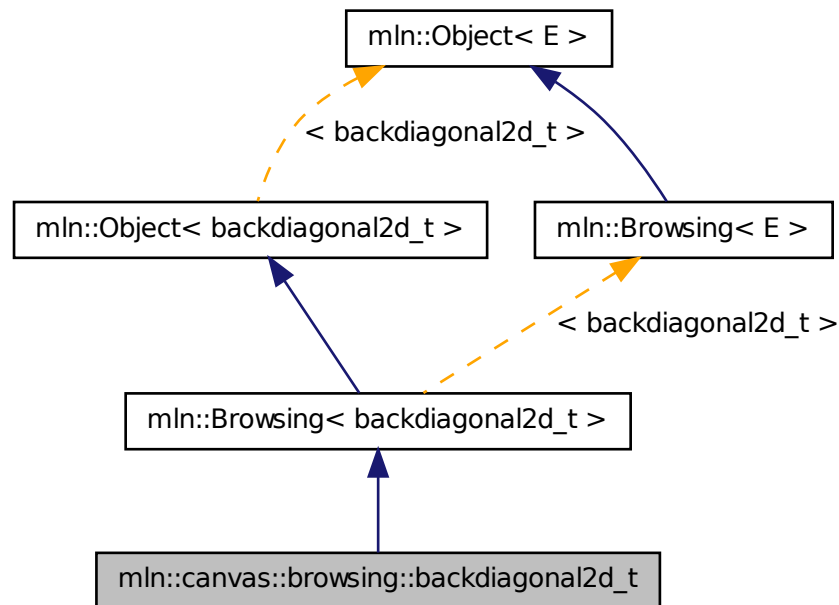 mln::Object< E >
< backdiagonal2d_t >
mln::Object< backdiagonal2d_t >
mln::Browsing< E >
< backdiagonal2d_t >
mln::Browsing< backdiagonal2d_t >
mln::canvas::browsing::backdiagonal2d_t